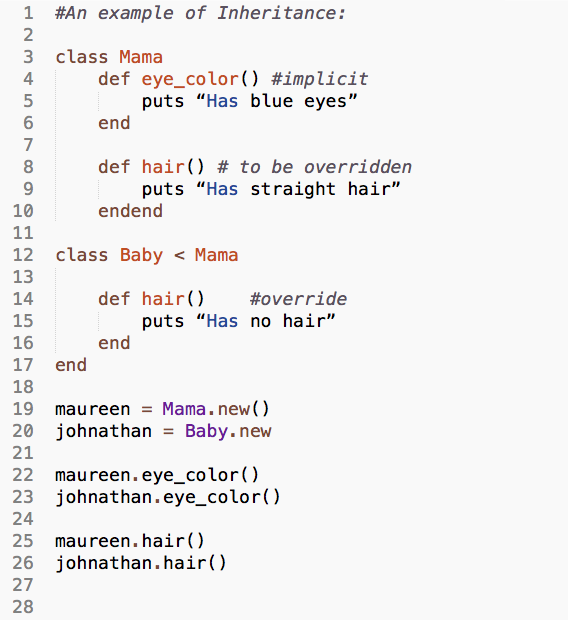 1 #An example of Inheritance:
2
3 class Mama
4     def eye_color() #implicit
5         puts “Has blue eyes”
6     end
7
8     def hair() # to be overridden
9         puts “Has straight hair”
10     endend
11
12 class Baby < Mama
13
14     def hair()    #override
15         puts “Has no hair”
16     end
17 end
18
19 maureen = Mama.new()
20 johnathan = Baby.new
21
22 maureen.eye_color()
23 johnathan.eye_color()
24
25 maureen.hair()
26 johnathan.hair()
27
28